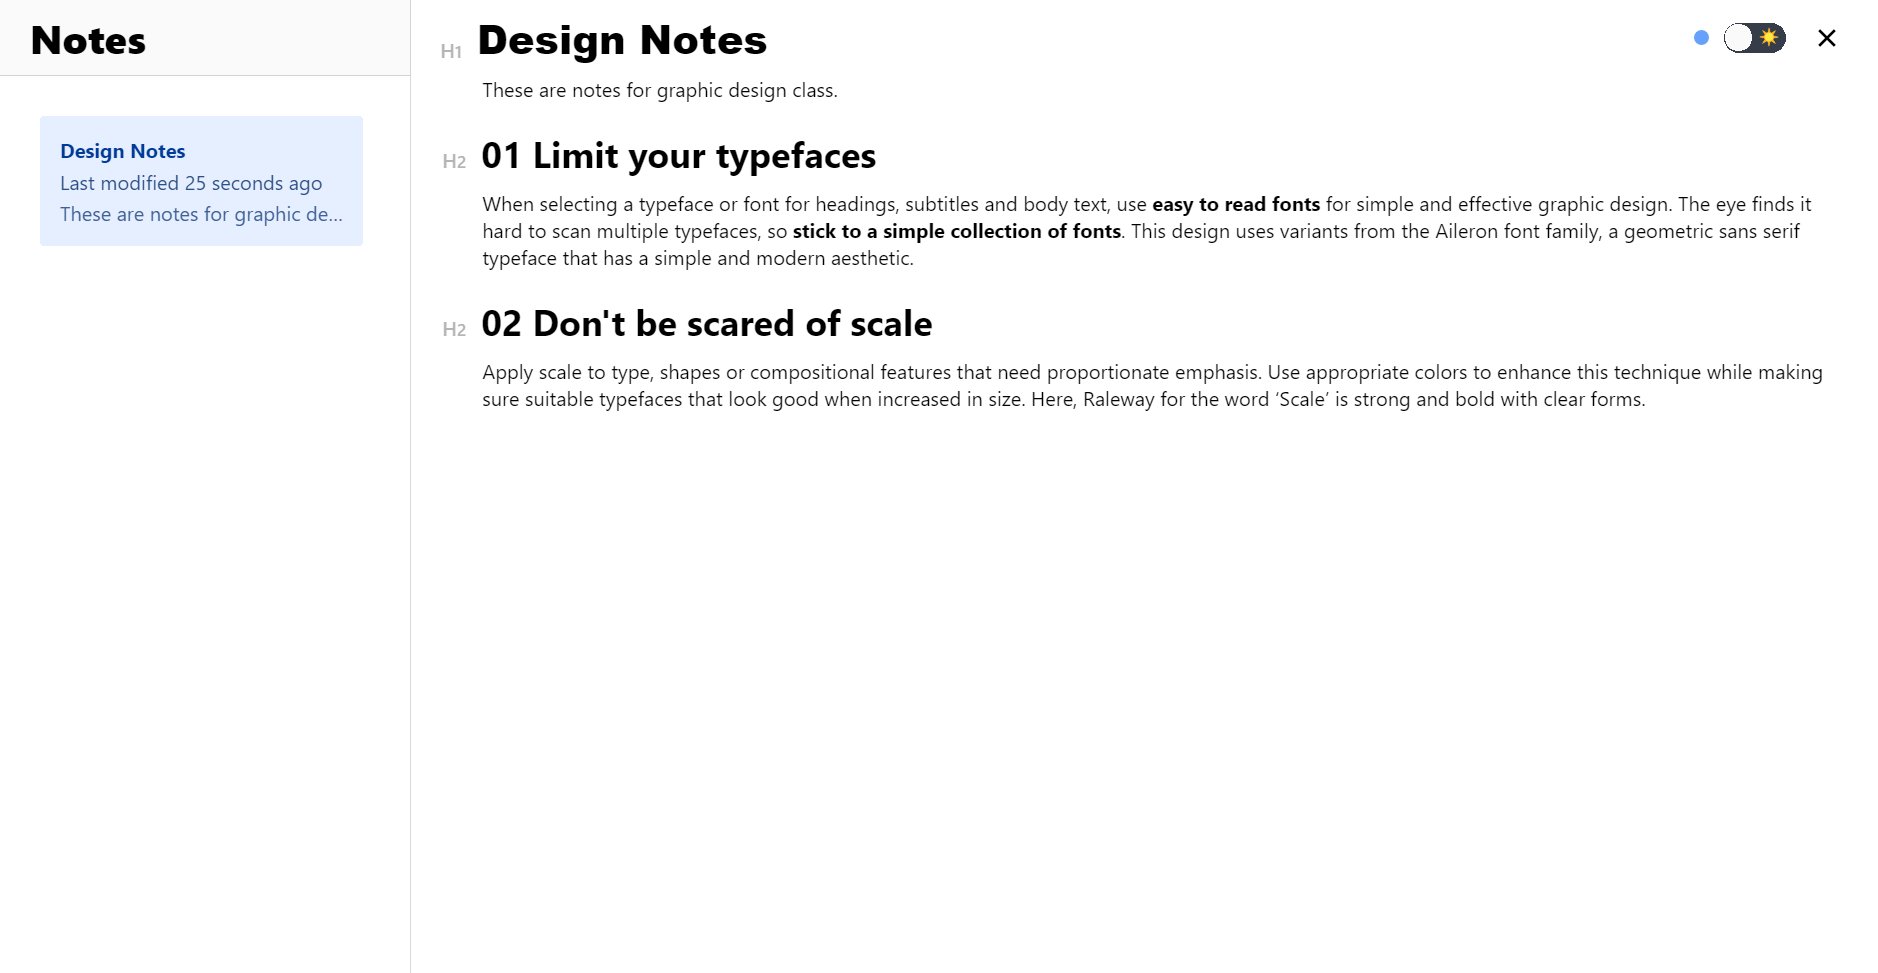 Notes
Design Notes
Last modified 25 seconds ago
These are notes for graphic de...
H1 Design Notes
These are notes for graphic design class.
H2 01 Limit your typefaces
When selecting a typeface or font for headings, subtitles and body text, use easy to read fonts for simple and effective graphic design. The eye finds it
hard to scan multiple typefaces, so stick to a simple collection of fonts. This design uses variants from the Aileron font family, a geometric sans serif
typeface that has a simple and modern aesthetic.
H2 02 Don't be scared of scale
Apply scale to type, shapes or compositional features that need proportionate emphasis. Use appropriate colors to enhance this technique while making
sure suitable typefaces that look good when increased in size. Here, Raleway for the word ‘Scale’ is strong and bold with clear forms.